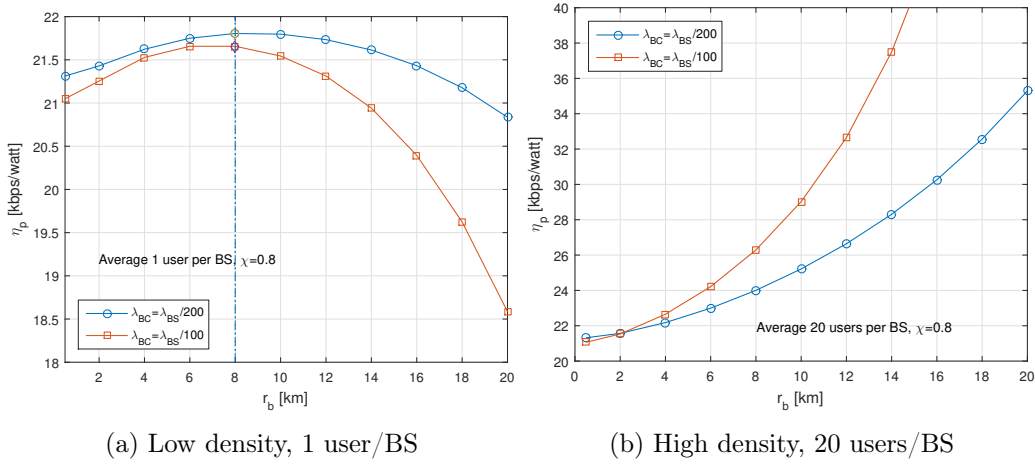 22
21.5
21
20.5
20
19.5
19
18.5
18
η_p [kbps/watt]
Average 1 user per BS, χ=0.8
λ_BC=λ_BS/200
λ_BC=λ_BS/100
2 4 6 8 10 12 14 16 18 20
r_b [km]
(a) Low density, 1 user/BS
40
38
36
34
32
30
28
26
24
22
20
η_p [kbps/watt]
λ_BC=λ_BS/200
λ_BC=λ_BS/100
Average 20 users per BS, χ=0.8
0 2 4 6 8 10 12 14 16 18 20
r_b [km]
(b) High density, 20 users/BS